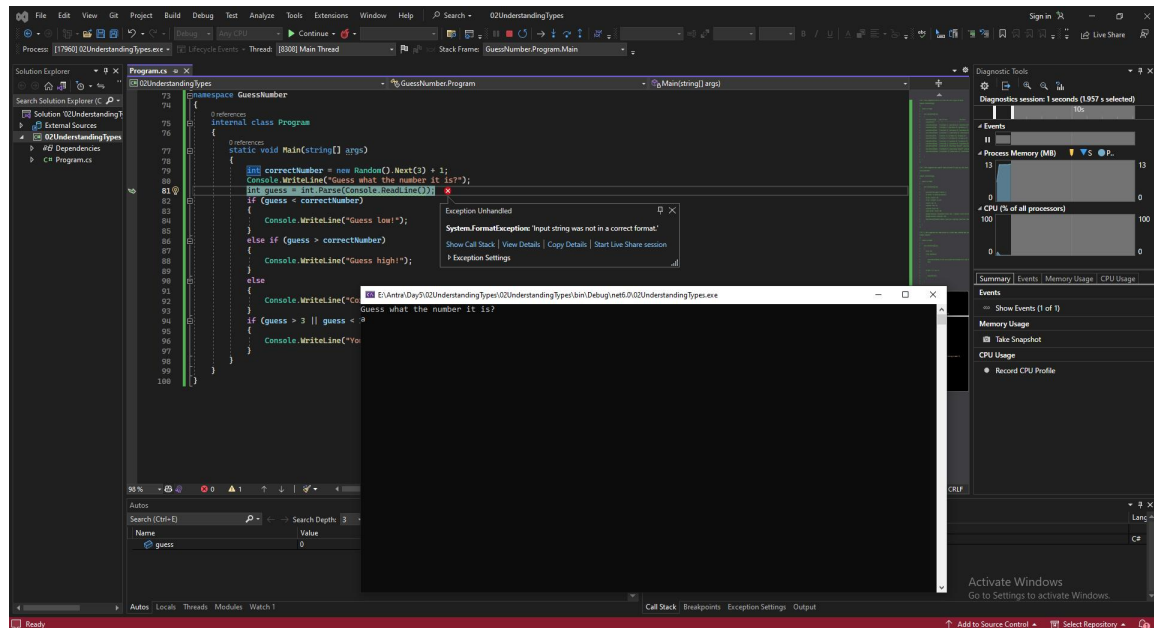 File Edit View Git Project Build Debug Test Analyze Tools Extensions Window Help Search 02UnderstandingTypes Sign in
Debug Any CPU Continue Live Share
Process: [17960] 02UnderstandingTypes.exe Lifecycle Events Thread: [8308] Main Thread Stack Frame: GuessNumber.Program.Main
Solution Explorer
Search Solution Explorer (C
Solution '02UnderstandingT
External Sources
02UnderstandingTypes
Dependencies
C# Program.cs
Program.cs
02UnderstandingTypes GuessNumber.Program Main(string[] args)
73 namespace GuessNumber
74 {
0 references
75 internal class Program
76 {
0 references
77 static void Main(string[] args)
78 {
79 int correctNumber = new Random().Next(3) + 1;
80 Console.WriteLine("Guess what the number it is?");
81 int guess = int.Parse(Console.ReadLine());
82 if (guess < correctNumber)
83 {
84 Console.WriteLine("Guess low!");
85 }
86 else if (guess > correctNumber)
87 {
88 Console.WriteLine("Guess high!");
89 }
90 else
91 {
92 Console.WriteLine("Co
93 }
94 if (guess > 3 || guess <
95 {
96 Console.WriteLine("You
97 }
98 }
99 }
100 }
Exception Unhandled
System.FormatException: 'Input string was not in a correct format.'
Show Call Stack | View Details | Copy Details | Start Live Share session
Exception Settings
E:\Antra\Day5\02UnderstandingTypes\02UnderstandingTypes\bin\Debug\net6.0\02UnderstandingTypes.exe
Guess what the number it is?
a
98 % 0 1
CRLF
Autos
Search (Ctrl+E) Search Depth: 3
Name Value
guess 0
Lang
C#
Autos Locals Threads Modules Watch 1
Call Stack Breakpoints Exception Settings Output
Diagnostic Tools
Diagnostics session: 1 seconds (1.957 s selected)
10s
Events
Process Memory (MB) S P..
13 13
0 0
CPU (% of all processors)
100 100
0 0
Summary Events Memory Usage CPU Usage
Events
Show Events (1 of 1)
Memory Usage
Take Snapshot
CPU Usage
Record CPU Profile
Activate Windows
Go to Settings to activate Windows.
Ready Add to Source Control Select Repository